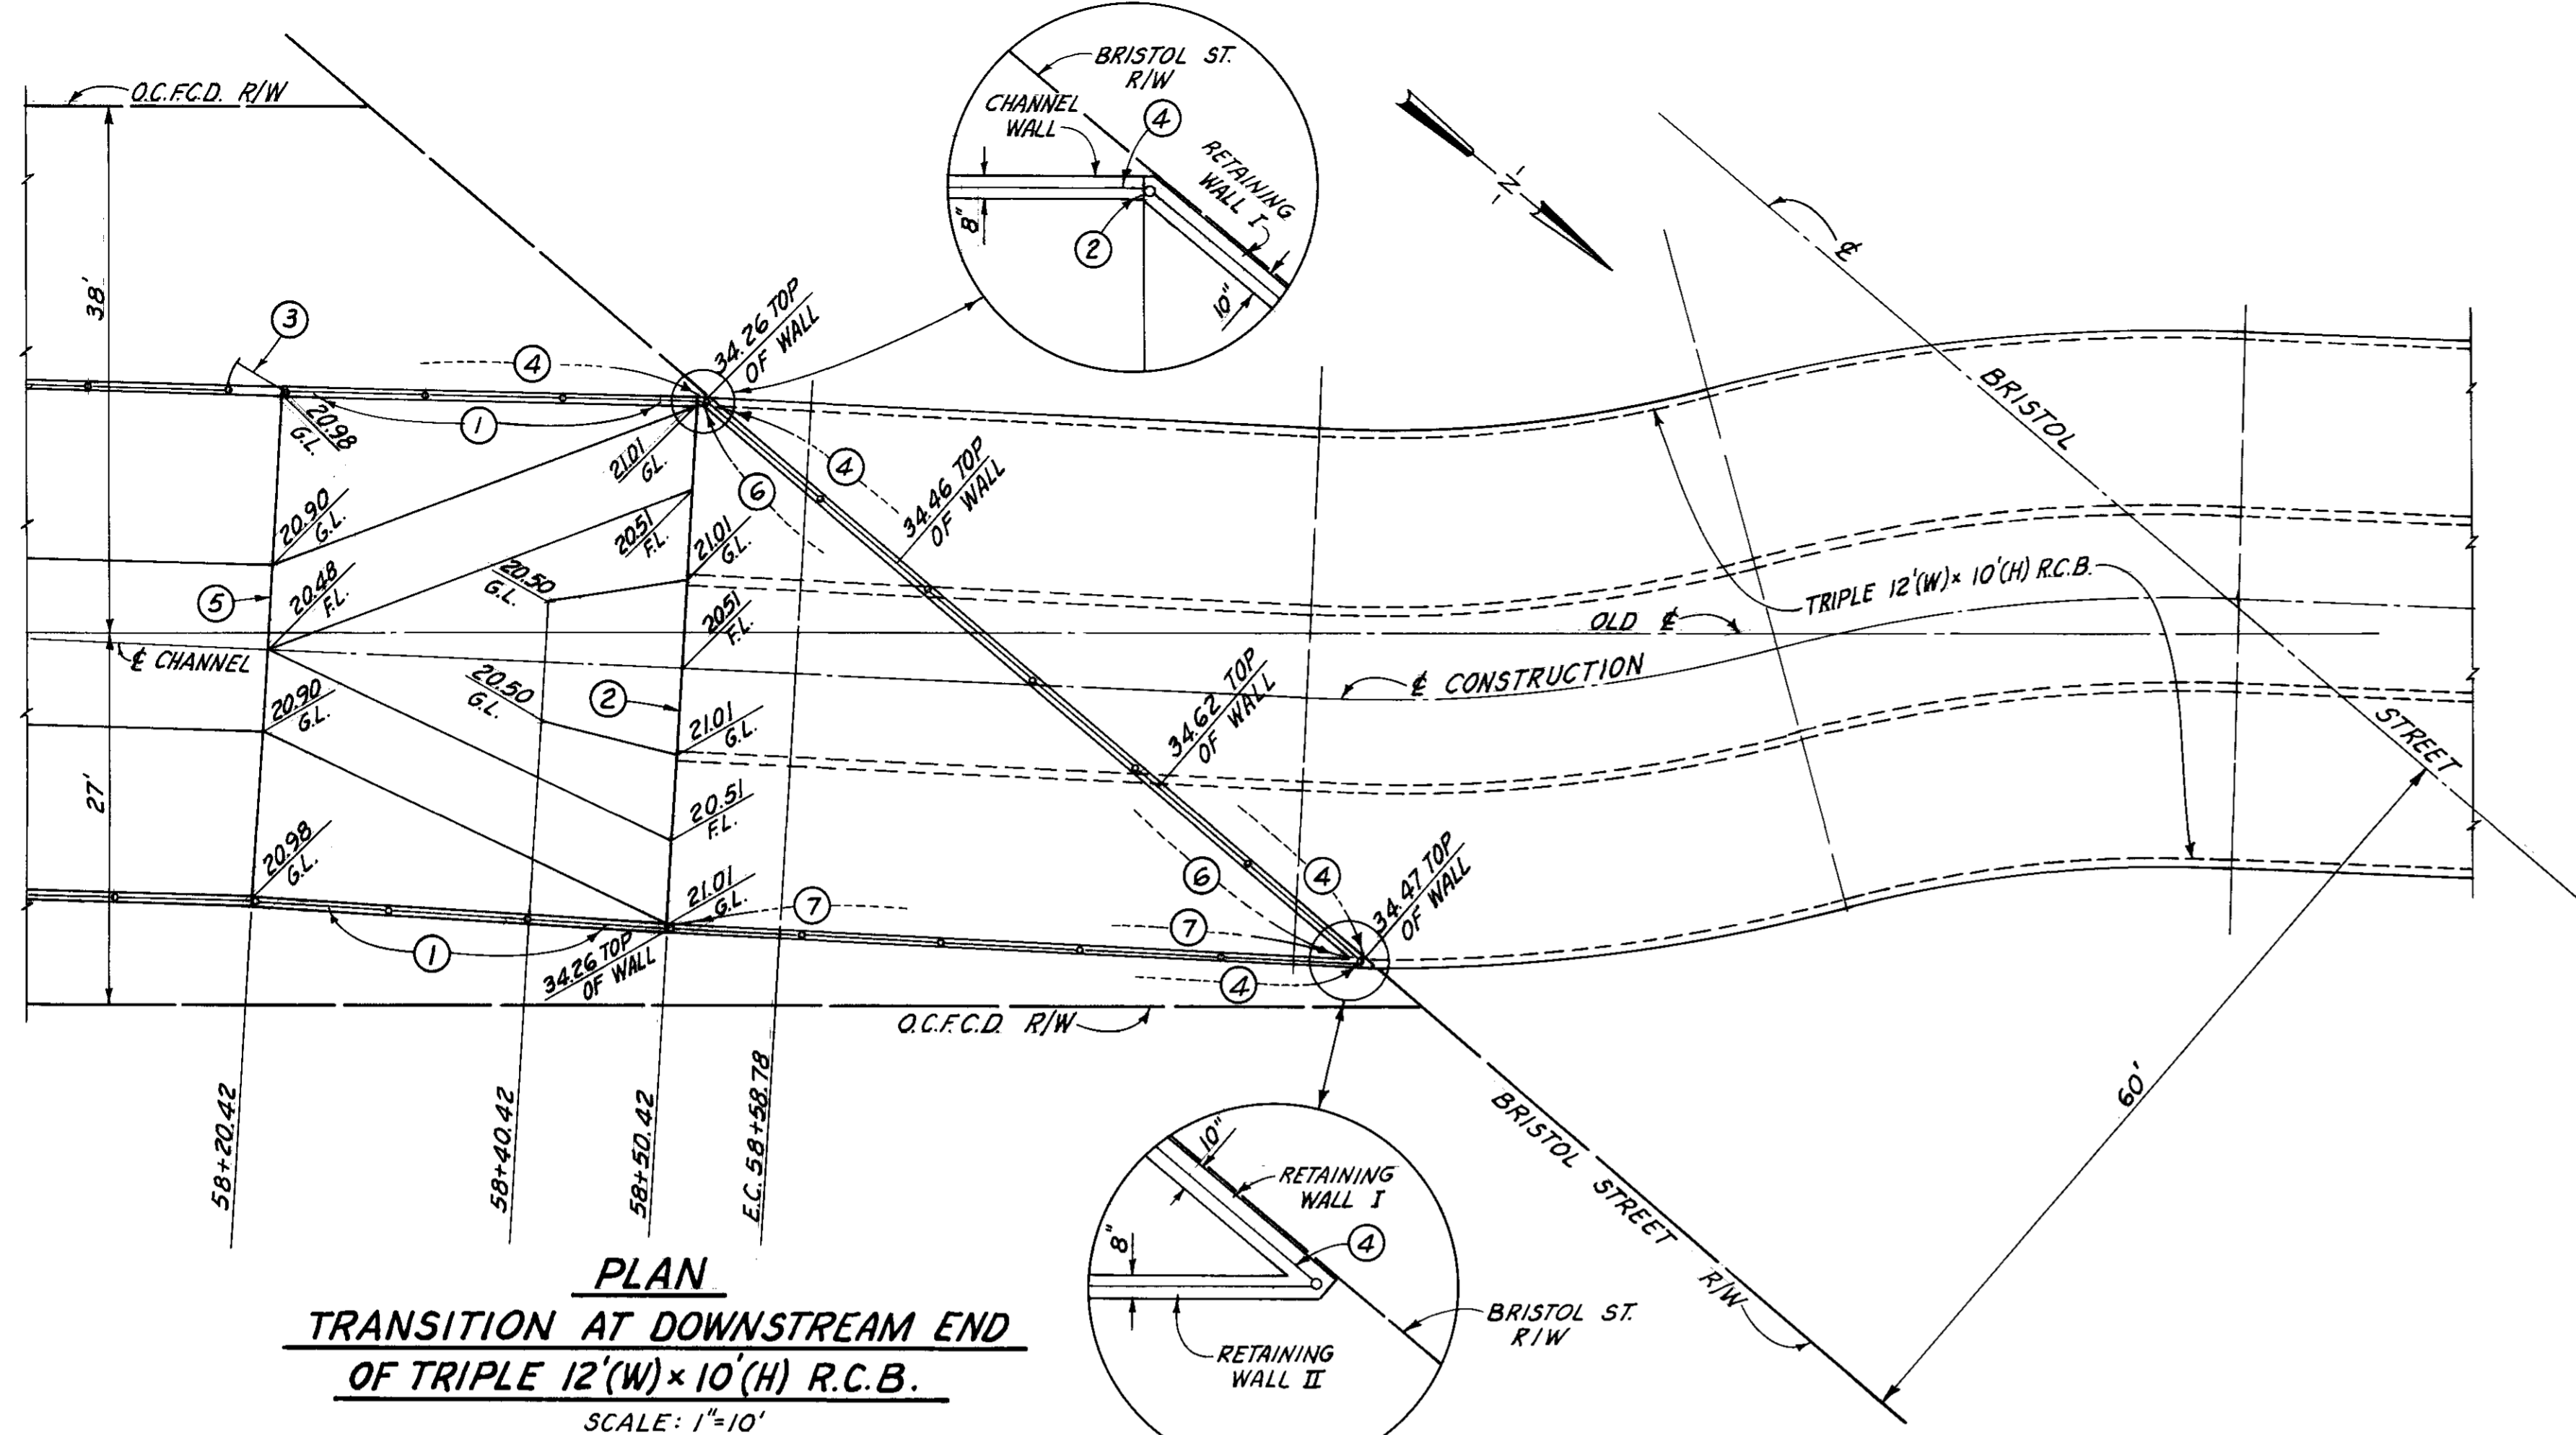 O.C.F.C.D. R/W
38'
27'
3
4
1
34.26 TOP
OF WALL
BRISTOL ST.
R/W
CHANNEL
WALL
4
RETAINING
WALL I
8"
2
10"
N
℄
BRISTOL
STREET
20.98
G.L.
21.01
G.L.
4
6
34.46 TOP
OF WALL
20.90
G.L.
20.51
F.L.
21.01
G.L.
20.50
G.L.
5
20.48
F.L.
20.51
F.L.
TRIPLE 12'(W) × 10'(H) R.C.B.
OLD ℄
℄ CHANNEL
℄ CONSTRUCTION
20.50
G.L.
2
20.90
G.L.
21.01
G.L.
34.62 TOP
OF WALL
20.51
F.L.
20.98
G.L.
21.01
G.L.
7
6
4
34.47 TOP
OF WALL
7
4
1
34.26 TOP
OF WALL
O.C.F.C.D. R/W
58+20.42
58+40.42
58+50.42
E.C. 58+58.78
60'
BRISTOL STREET R/W
10"
RETAINING
WALL I
4
8"
RETAINING
WALL II
BRISTOL ST.
R/W
PLAN
TRANSITION AT DOWNSTREAM END
OF TRIPLE 12'(W) × 10'(H) R.C.B.
SCALE: 1"=10'